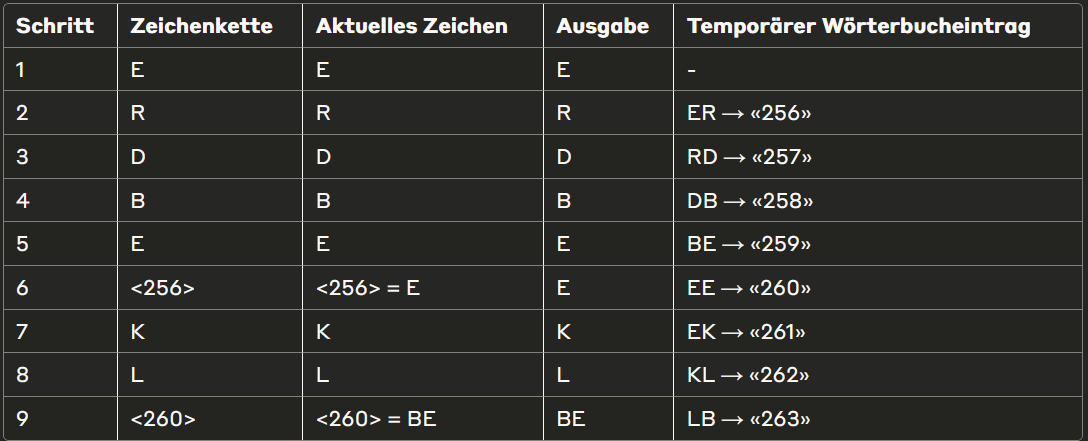 Schritt Zeichenkette Aktuelles Zeichen Ausgabe Temporärer Wörterbucheintrag
1 E E E -
2 R R R ER → «256»
3 D D D RD → «257»
4 B B B DB → «258»
5 E E E BE → «259»
6 <256> <256> = E E EE → «260»
7 K K K EK → «261»
8 L L L KL → «262»
9 <260> <260> = BE BE LB → «263»